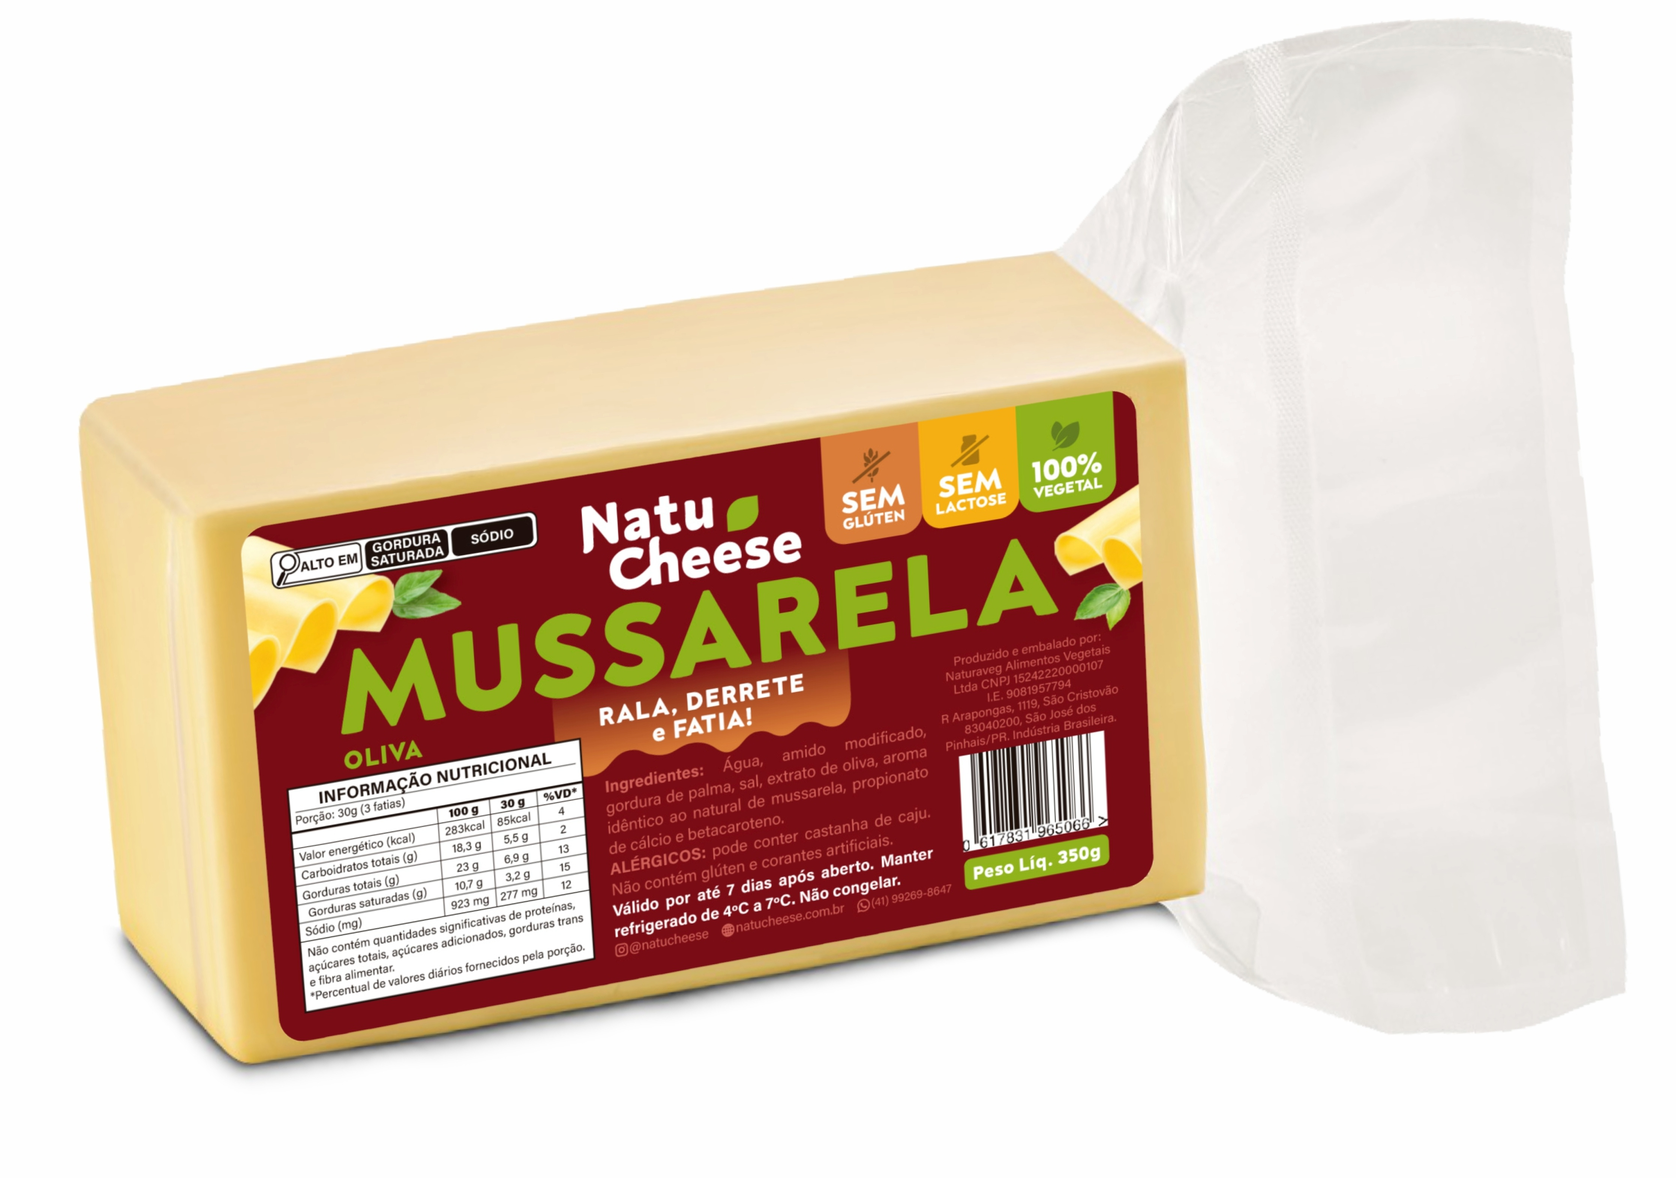 ALTO EM
GORDURA
SATURADA
SÓDIO
Natu
Cheese
SEM
GLÚTEN
SEM
LACTOSE
100%
VEGETAL
MUSSARELA
OLIVA
RALA, DERRETE
e FATIA!
INFORMAÇÃO NUTRICIONAL
Porção: 30g (3 fatias)
100 g 30 g %VD*
Valor energético (kcal) 283kcal 85kcal 4
Carboidratos totais (g) 18,3 g 5,5 g 2
Gorduras totais (g) 23 g 6,9 g 13
Gorduras saturadas (g) 10,7 g 3,2 g 15
Sódio (mg) 923 mg 277 mg 12
Não contém quantidades significativas de proteínas,
açúcares totais, açúcares adicionados, gorduras trans
e fibra alimentar.
*Percentual de valores diários fornecidos pela porção.
Ingredientes: Água, amido modificado,
gordura de palma, sal, extrato de oliva, aroma
idêntico ao natural de mussarela, propionato
de cálcio e betacaroteno.
ALÉRGICOS: pode conter castanha de caju.
Não contém glúten e corantes artificiais.
Válido por até 7 dias após aberto. Manter
refrigerado de 4ºC a 7ºC. Não congelar.
@natucheese natucheese.com.br (41) 99269-8647
Produzido e embalado por:
Naturaveg Alimentos Vegetais
Ltda CNPJ 15242220000107
I.E. 9081957794
R Arapongas, 1119, São Cristovão
83040200, São José dos
Pinhais/PR. Indústria Brasileira.
0 617831 965066 >
Peso Líq. 350g